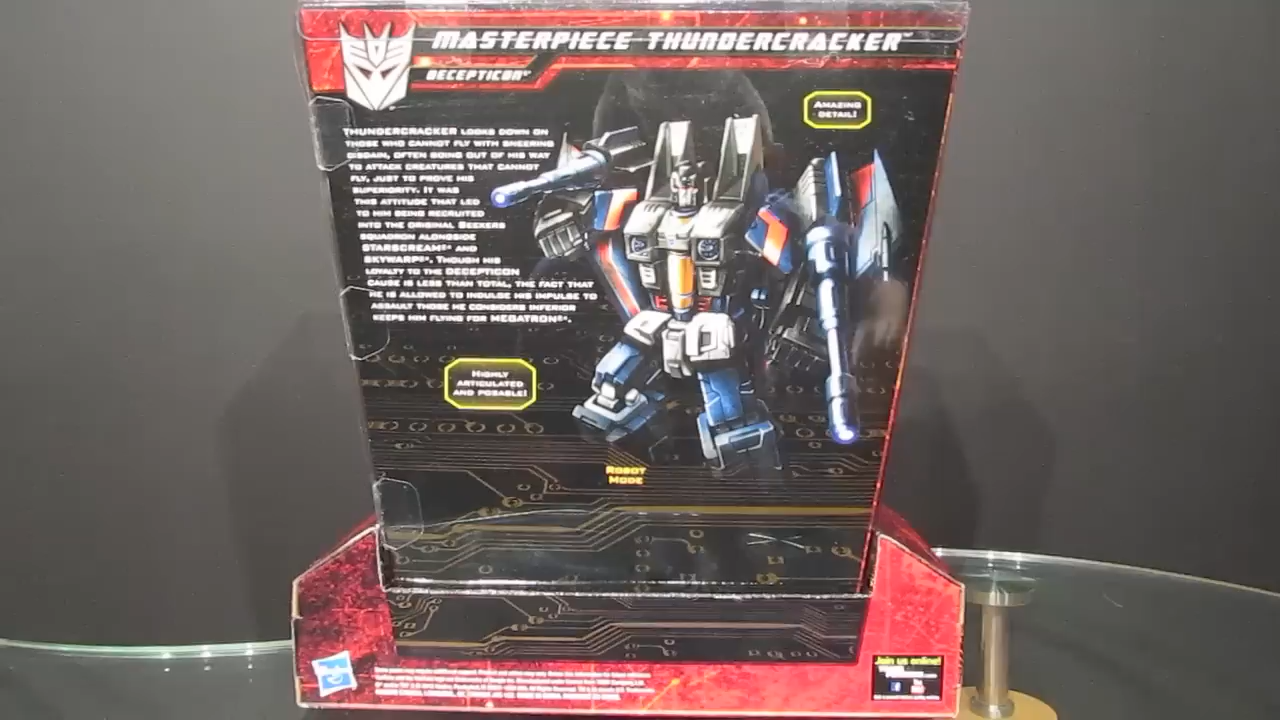 MASTERPIECE THUNDERCRACKER™
DECEPTICON®
THUNDERCRACKER LOOKS DOWN ON
THOSE WHO CANNOT FLY WITH SNEERING
DISDAIN, OFTEN GOING OUT OF HIS WAY
TO ATTACK CREATURES THAT CANNOT
FLY, JUST TO PROVE HIS
SUPERIORITY. IT WAS
THIS ATTITUDE THAT LED
TO HIM BEING RECRUITED
INTO THE ORIGINAL SEEKERS
SQUADRON ALONGSIDE
STARSCREAM® AND
SKYWARP®. THOUGH HIS
LOYALTY TO THE DECEPTICON
CAUSE IS LESS THAN TOTAL, THE FACT THAT
HE IS ALLOWED TO INDULGE HIS IMPULSE TO
ASSAULT THOSE HE CONSIDERS INFERIOR
KEEPS HIM FLYING FOR MEGATRON®.
AMAZING
DETAIL!
HIGHLY
ARTICULATED
AND POSABLE!
ROBOT
MODE
Join us online!